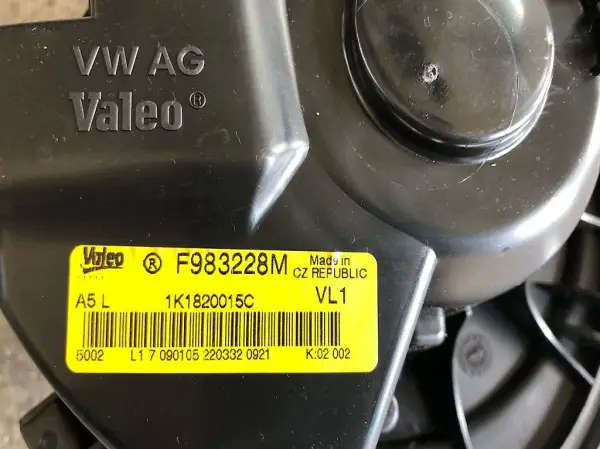 VW AG
Valeo®
Valeo ® F983228M Made in
CZ REPUBLIC
A5 L 1K1820015C VL1
5002 L1 7 090105 220332 0921 K:02 002